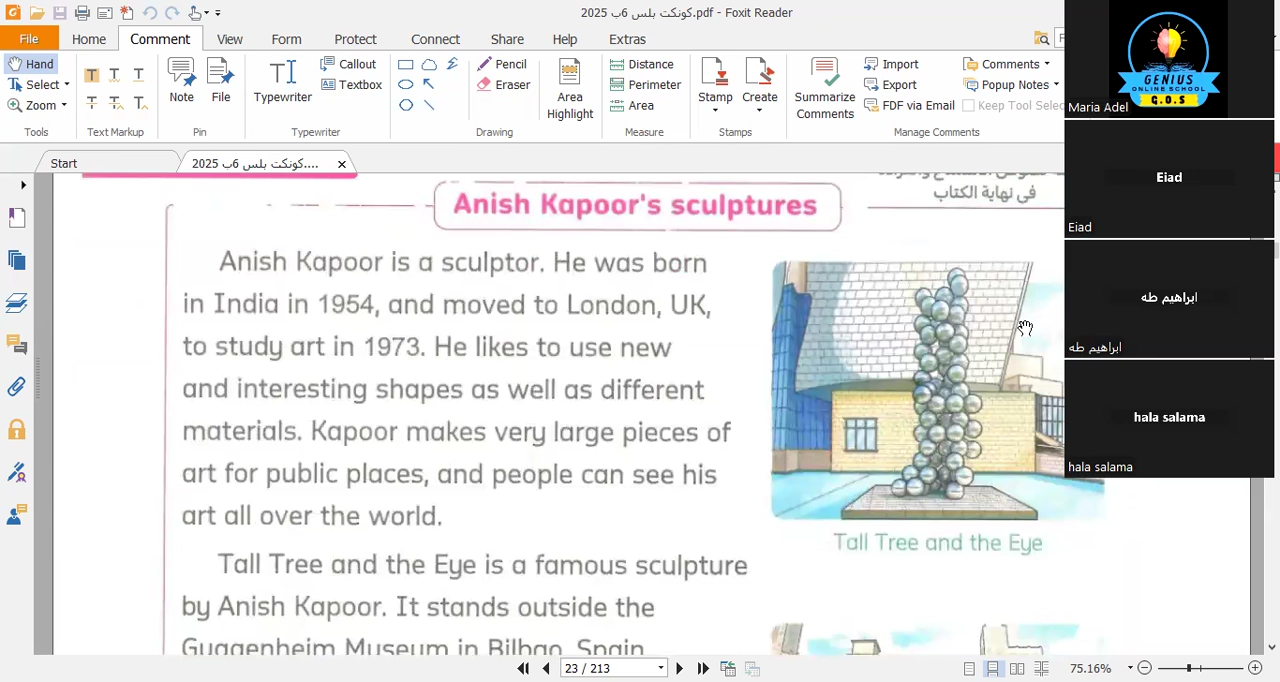 كونكت بلس 6ب 2025.pdf - Foxit Reader
File Home Comment View Form Protect Connect Share Help Extras
Hand
Select
Zoom
Tools
Text Markup
Note
File
Pin
Typewriter
Callout
Textbox
Typewriter
Pencil
Eraser
Drawing
Area
Highlight
Distance
Perimeter
Area
Measure
Stamp
Create
Stamps
Summarize
Comments
Import
Export
FDF via Email
Comments
Popup Notes
Keep Tool Selec
Manage Comments
Start
كونكت بلس 6ب 2025....
فى نهاية الكتاب
Anish Kapoor's sculptures
Anish Kapoor is a sculptor. He was born
in India in 1954, and moved to London, UK,
to study art in 1973. He likes to use new
and interesting shapes as well as different
materials. Kapoor makes very large pieces of
art for public places, and people can see his
art all over the world.
Tall Tree and the Eye is a famous sculpture
by Anish Kapoor. It stands outside the
Guggenheim Museum in Bilbao, Spain
Tall Tree and the Eye
GENIUS
ONLINE SCHOOL
G.O.S
Maria Adel
Eiad
Eiad
ابراهيم طه
ابراهيم طه
hala salama
hala salama
23 / 213
75.16%